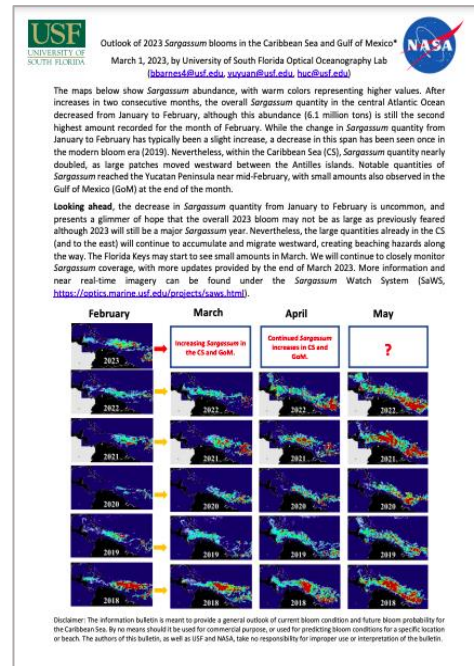 USF
UNIVERSITY OF
SOUTH FLORIDA
Outlook of 2023 Sargassum blooms in the Caribbean Sea and Gulf of Mexico*
NASA
March 1, 2023, by University of South Florida Optical Oceanography Lab
(bbarnes4@usf.edu, yuyuan@usf.edu, huc@usf.edu)
The maps below show Sargassum abundance, with warm colors representing higher values. After
increases in two consecutive months, the overall Sargassum quantity in the central Atlantic Ocean
decreased from January to February, although this abundance (6.1 million tons) is still the second
highest amount recorded for the month of February. While the change in Sargassum quantity from
January to February has typically been a slight increase, a decrease in this span has been seen once in
the modern bloom era (2019). Nevertheless, within the Caribbean Sea (CS), Sargassum quantity nearly
doubled, as large patches moved westward between the Antilles islands. Notable quantities of
Sargassum reached the Yucatan Peninsula near mid-February, with small amounts also observed in the
Gulf of Mexico (GoM) at the end of the month.
Looking ahead, the decrease in Sargassum quantity from January to February is uncommon, and
presents a glimmer of hope that the overall 2023 bloom may not be as large as previously feared
although 2023 will still be a major Sargassum year. Nevertheless, the large quantities already in the CS
(and to the east) will continue to accumulate and migrate westward, creating beaching hazards along
the way. The Florida Keys may start to see small amounts in March. We will continue to closely monitor
Sargassum coverage, with more updates provided by the end of March 2023. More information and
near real-time imagery can be found under the Sargassum Watch System (SaWS,
https://optics.marine.usf.edu/projects/saws.html).
February March April May
2023
Increasing Sargassum in
the CS and GoM.
Continued Sargassum
increases in CS and
GoM.
?
2022 2022 2022 2022
2021 2021 2021 2021
2020 2020 2020 2020
2019 2019 2019 2019
2018 2018 2018 2018
Disclaimer: The information bulletin is meant to provide a general outlook of current bloom condition and future bloom probability for
the Caribbean Sea. By no means should it be used for commercial purpose, or used for predicting bloom conditions for a specific location
or beach. The authors of this bulletin, as well as USF and NASA, take no responsibility for improper use or interpretation of the bulletin.